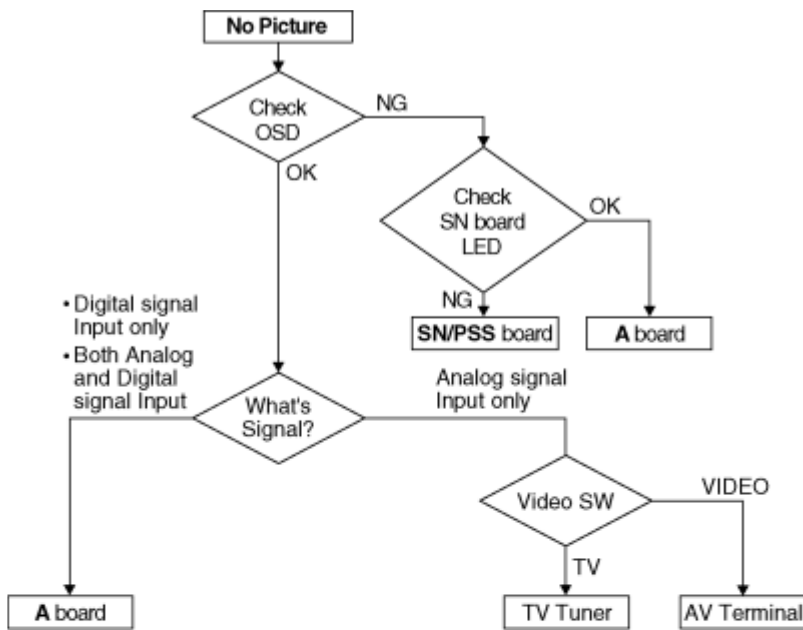 No Picture
Check
OSD
NG
OK
Check
SN board
LED
OK
NG
SN/PSS board
A board
• Digital signal
Input only
• Both Analog
and Digital
signal Input
What's
Signal?
Analog signal
Input only
Video SW
VIDEO
TV
A board
TV Tuner
AV Terminal